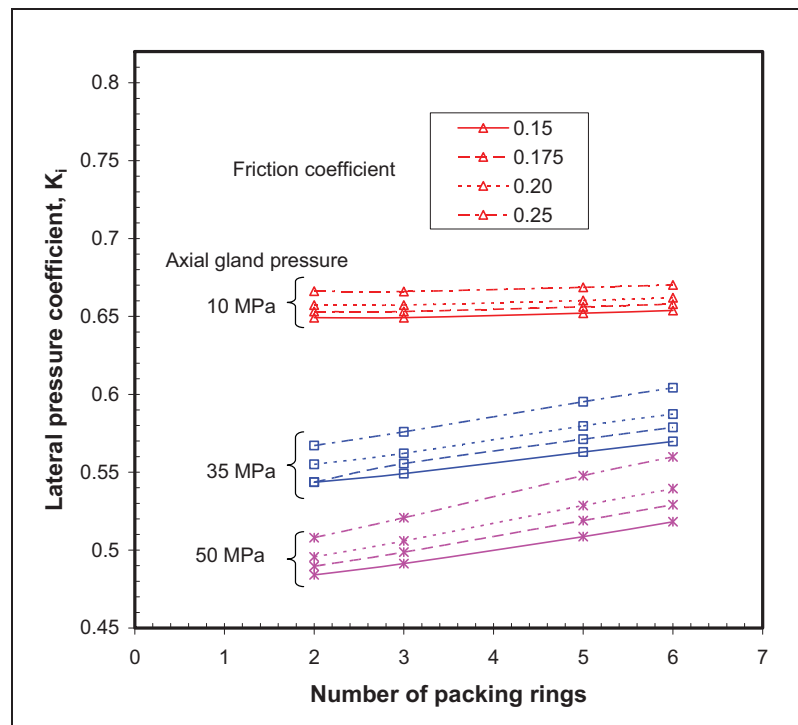 0.8
0.75
0.7
0.65
0.6
0.55
0.5
0.45
Lateral pressure coefficient, Ki
0.15
0.175
0.20
0.25
Friction coefficient
Axial gland pressure
10 MPa
35 MPa
50 MPa
0 1 2 3 4 5 6 7
Number of packing rings